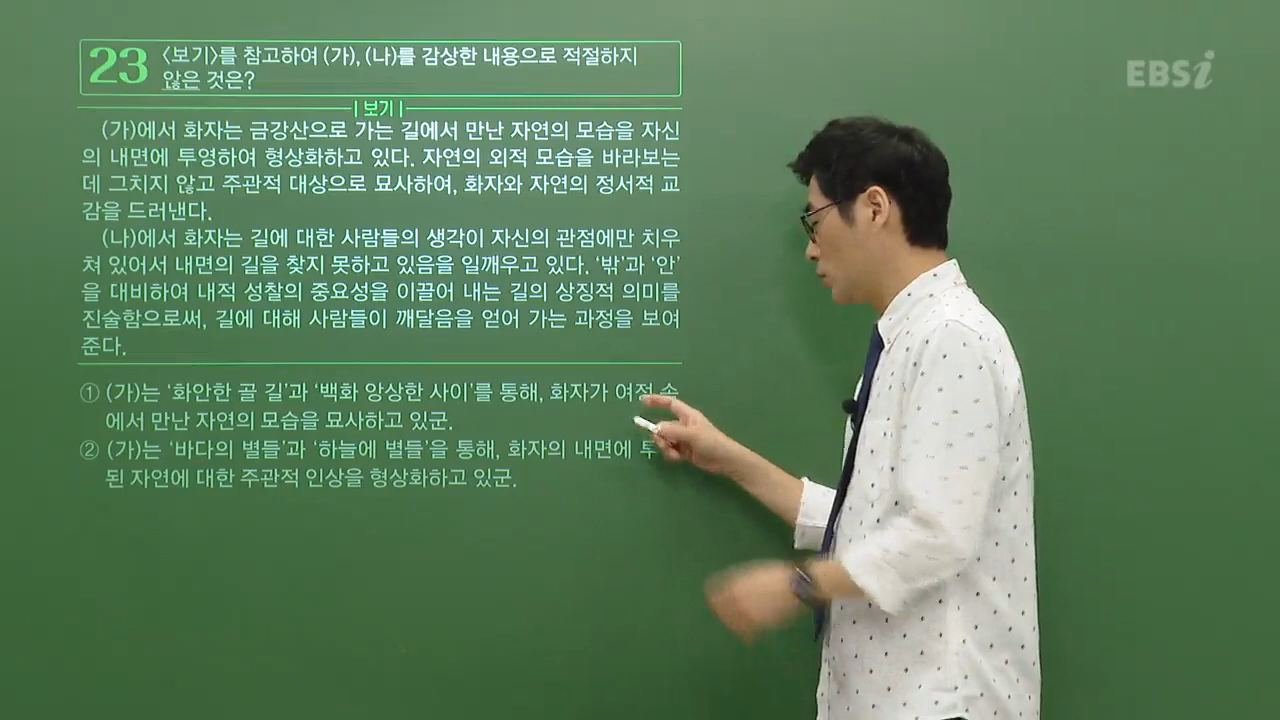 EBSi
23 〈보기〉를 참고하여 (가), (나)를 감상한 내용으로 적절하지
않은 것은?
| 보기 |
(가)에서 화자는 금강산으로 가는 길에서 만난 자연의 모습을 자신
의 내면에 투영하여 형상화하고 있다. 자연의 외적 모습을 바라보는
데 그치지 않고 주관적 대상으로 묘사하여, 화자와 자연의 정서적 교
감을 드러낸다.
(나)에서 화자는 길에 대한 사람들의 생각이 자신의 관점에만 치우
쳐 있어서 내면의 길을 찾지 못하고 있음을 일깨우고 있다. ‘밖’과 ‘안’
을 대비하여 내적 성찰의 중요성을 이끌어 내는 길의 상징적 의미를
진술함으로써, 길에 대해 사람들이 깨달음을 얻어 가는 과정을 보여
준다.
① (가)는 ‘화안한 골 길’과 ‘백화 앙상한 사이’를 통해, 화자가 여정 속
에서 만난 자연의 모습을 묘사하고 있군.
② (가)는 ‘바다의 별들’과 ‘하늘에 별들’을 통해, 화자의 내면에 투
된 자연에 대한 주관적 인상을 형상화하고 있군.